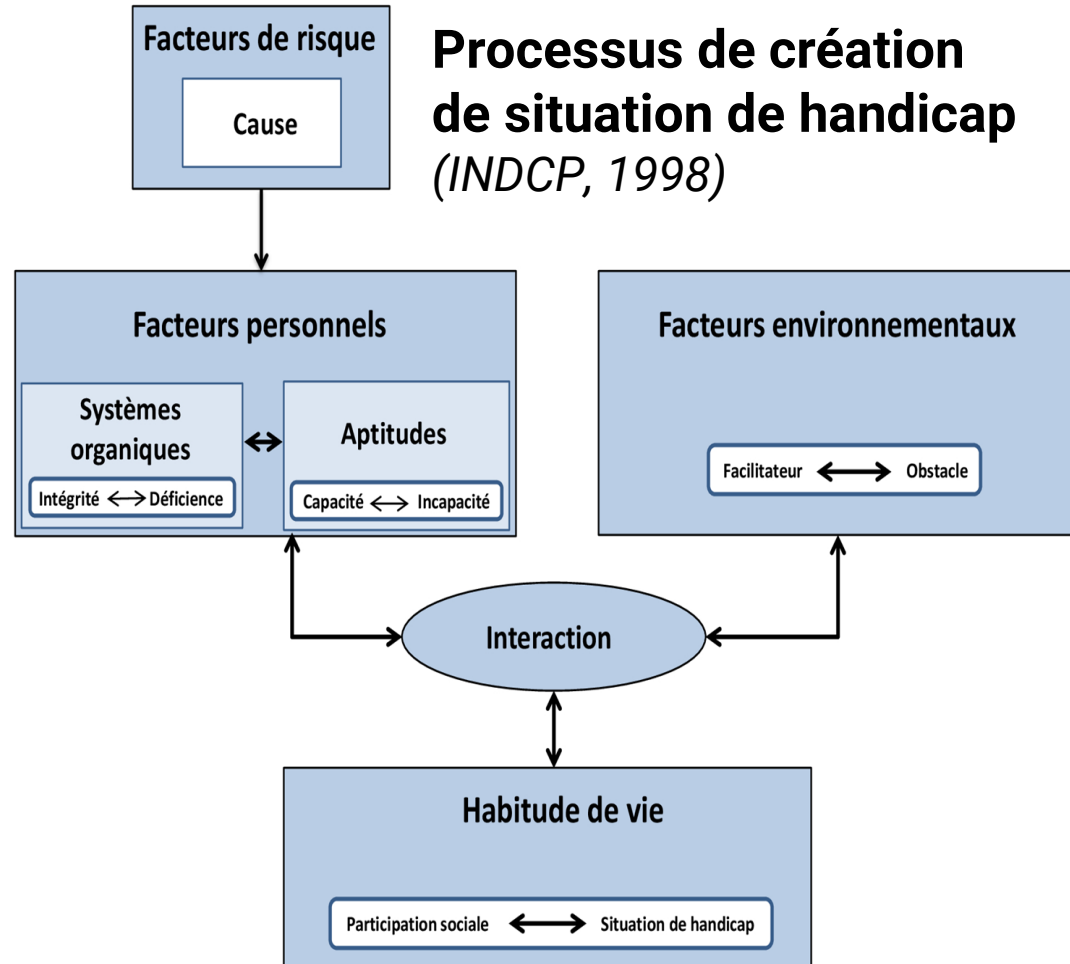 Facteurs de risque
Cause
Processus de création
de situation de handicap
(INDCP, 1998)
Facteurs personnels
Systèmes
organiques
Intégrité Déficience
Aptitudes
Capacité Incapacité
Facteurs environnementaux
Facilitateur Obstacle
Interaction
Habitude de vie
Participation sociale Situation de handicap